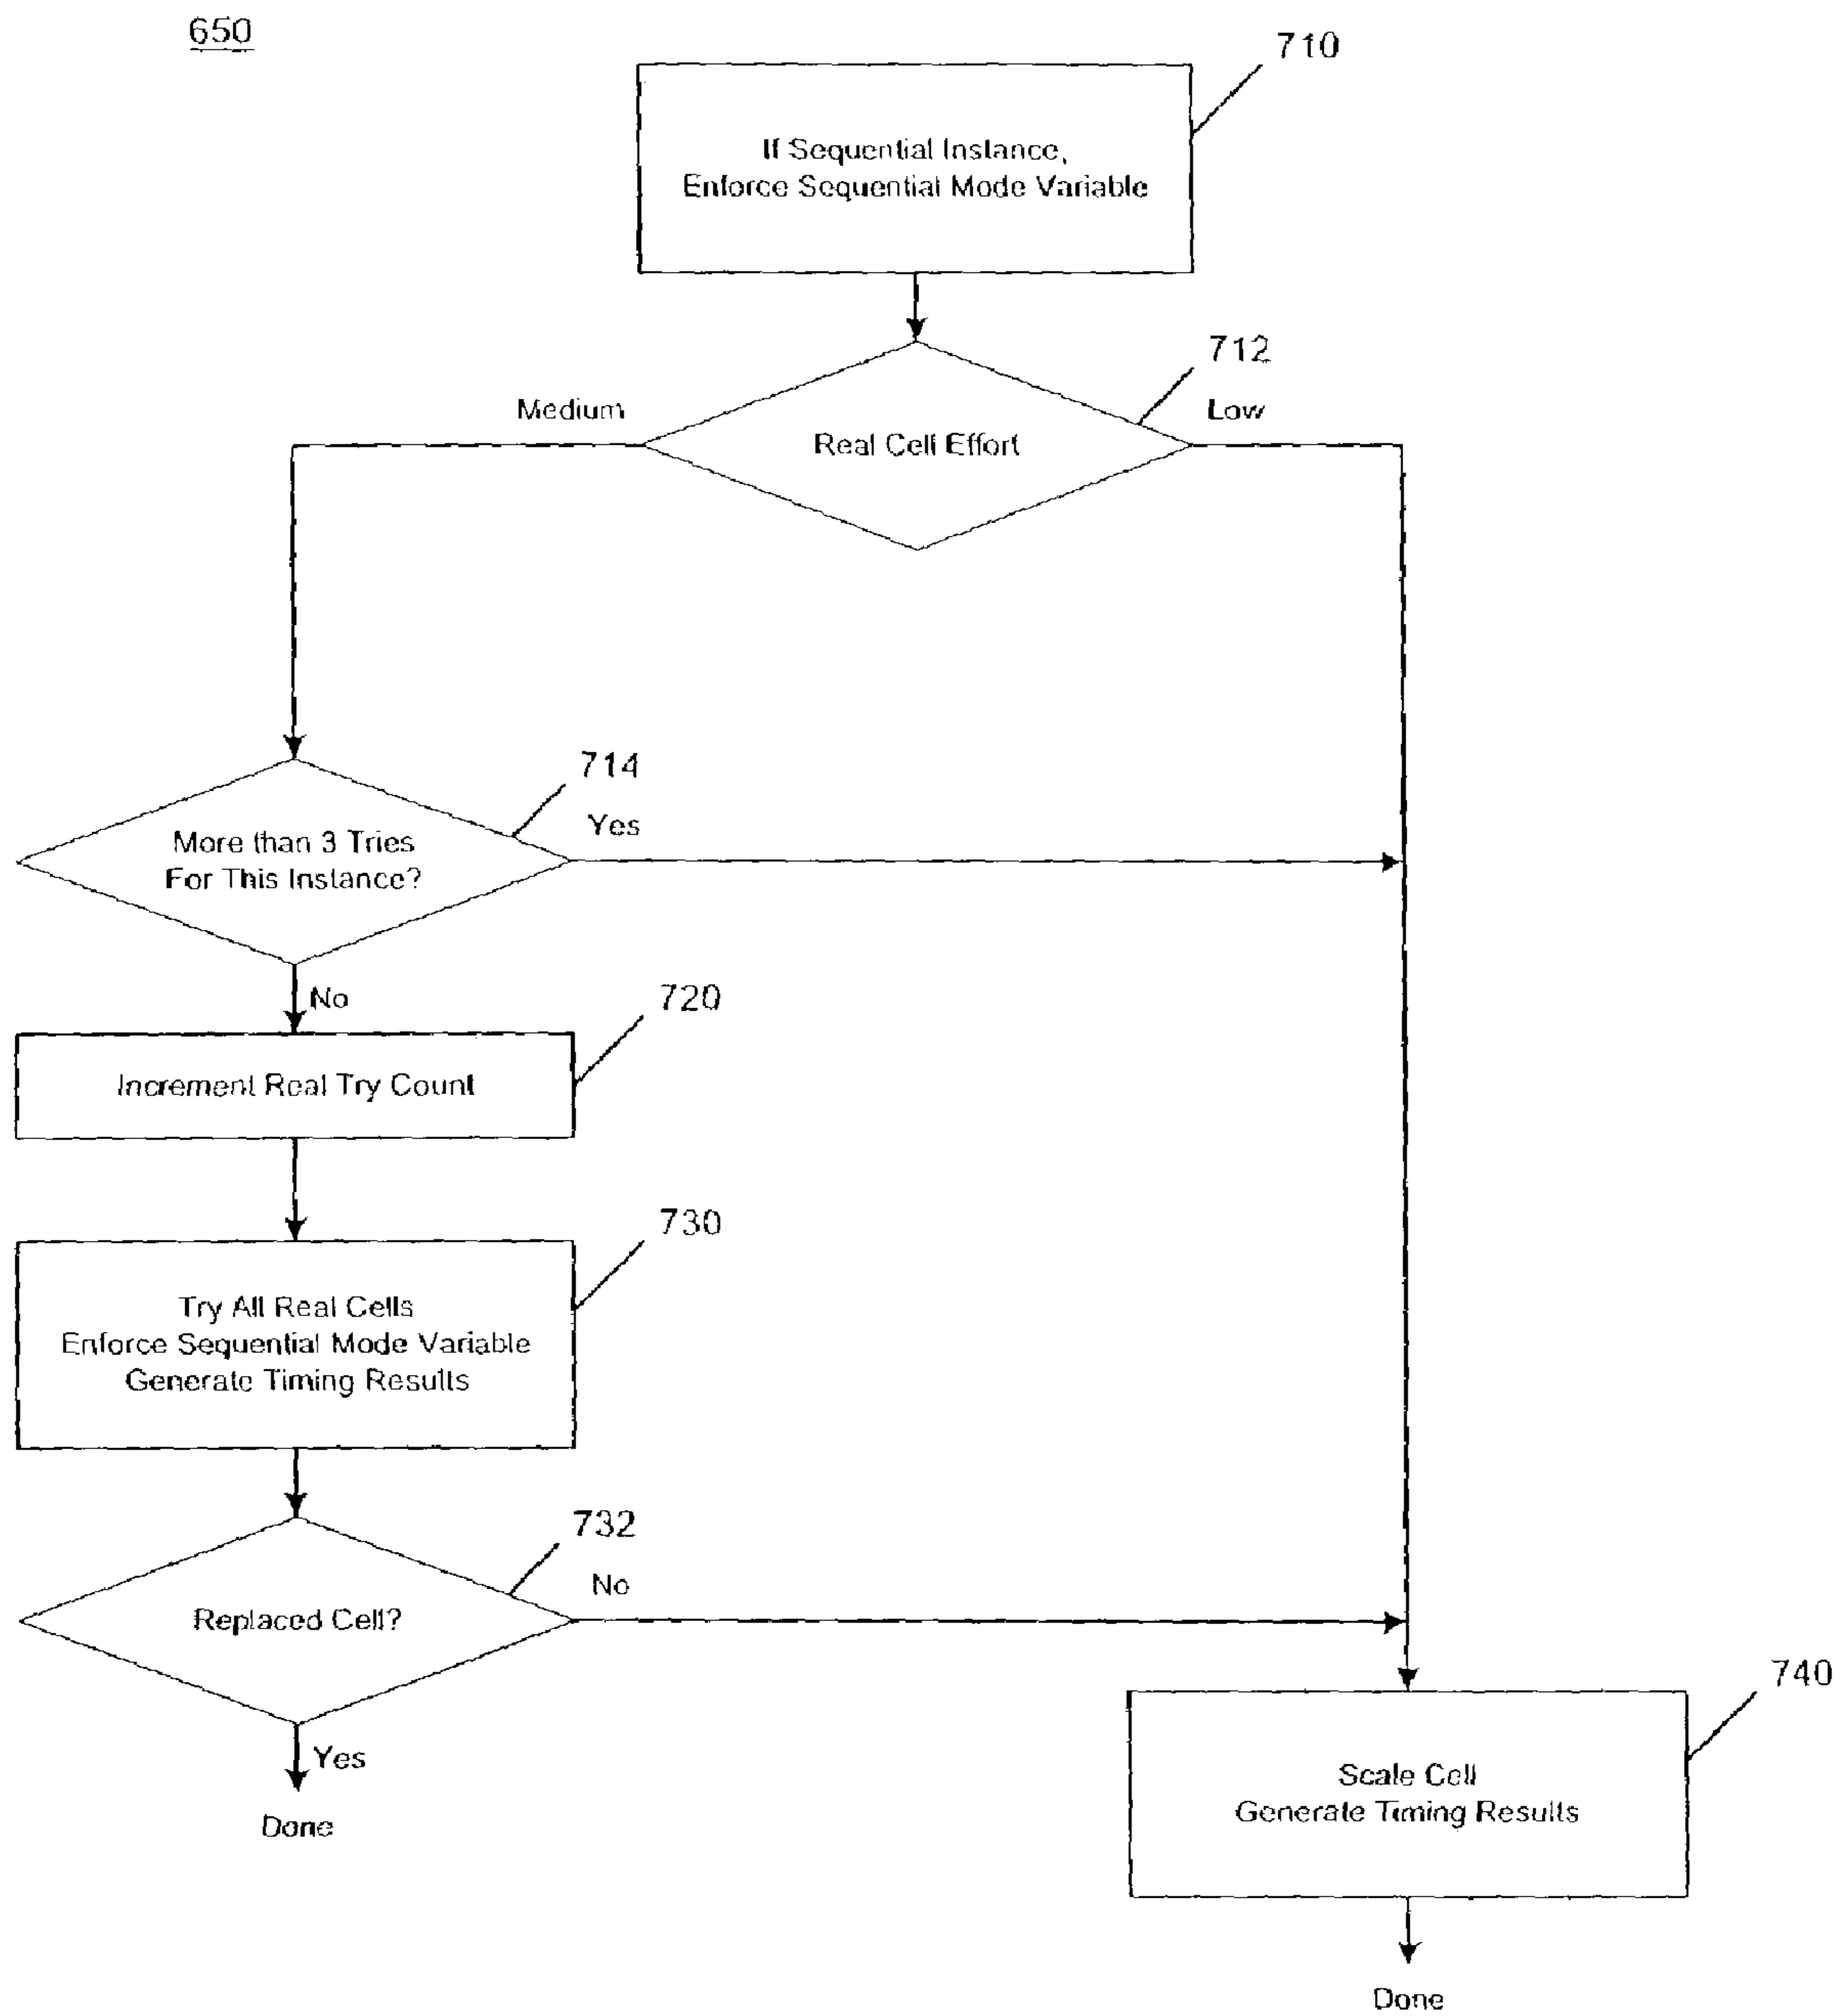 650
710
If Sequential Instance,
Enforce Sequential Mode Variable
712
Medium
Low
Real Cell Effort
714
Yes
More than 3 Tries
For This Instance?
No
720
Increment Real Try Count
730
Try All Real Cells
Enforce Sequential Mode Variable
Generate Timing Results
732
No
Replaced Cell?
740
Yes
Scale Cell
Generate Timing Results
Done
Done